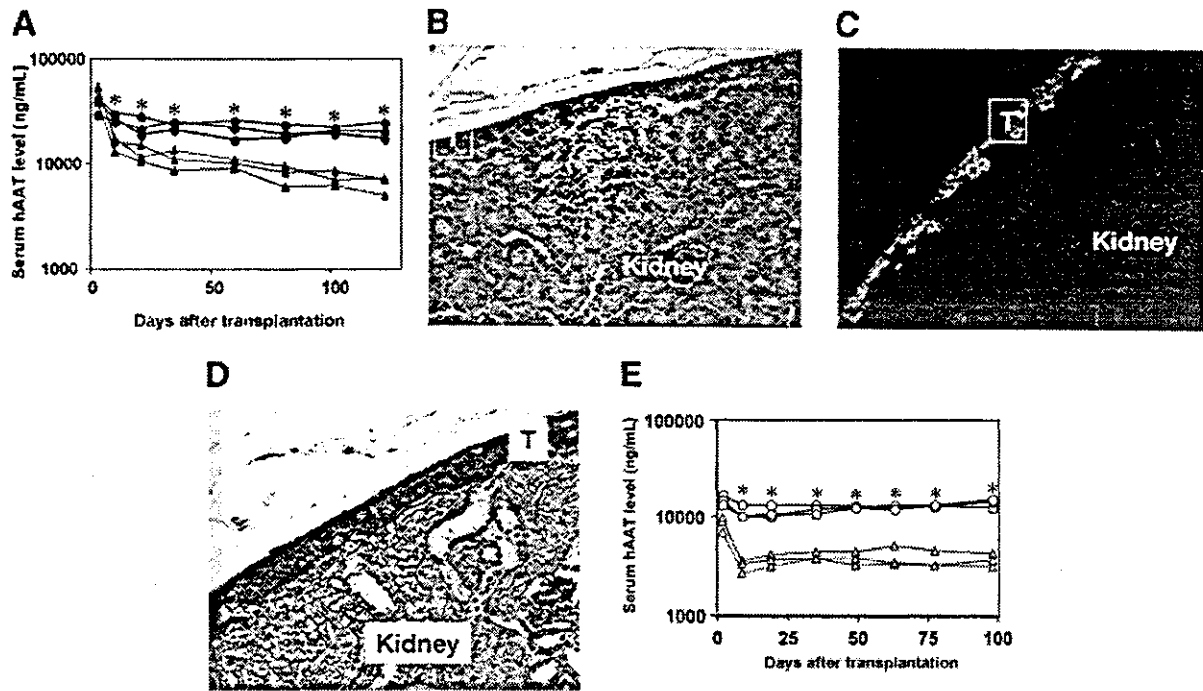 A
B
C
100000
10000
1000
0
50
100
Serum hAAT level (ng/mL)
Days after transplantation
* * * * * * *
Kidney
T
Kidney
D
T
Kidney
E
100000
10000
1000
0
25
50
75
100
Serum hAAT level (ng/mL)
Days after transplantation
* * * * * * *